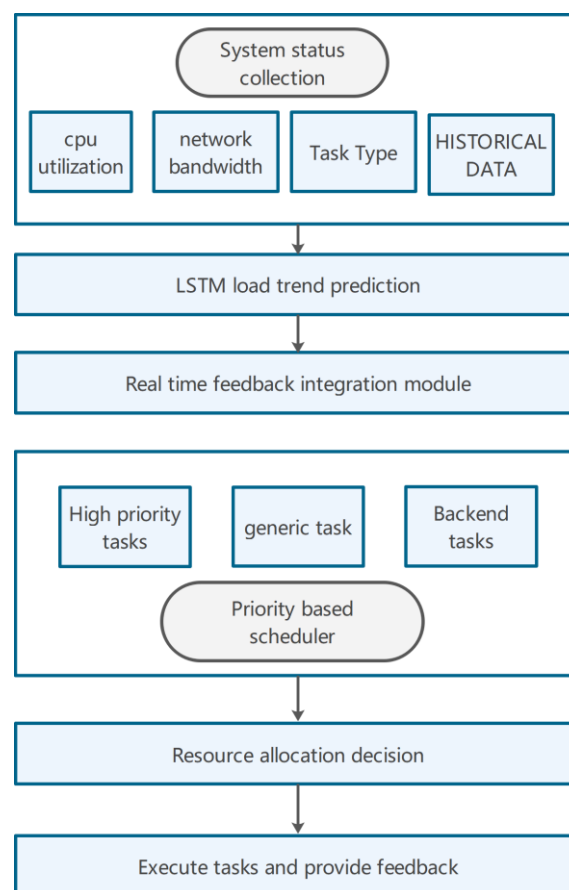 System status
collection
cpu
utilization
network
bandwidth
Task Type
HISTORICAL
DATA
LSTM load trend prediction
Real time feedback integration module
High priority
tasks
generic task
Backend
tasks
Priority based
scheduler
Resource allocation decision
Execute tasks and provide feedback